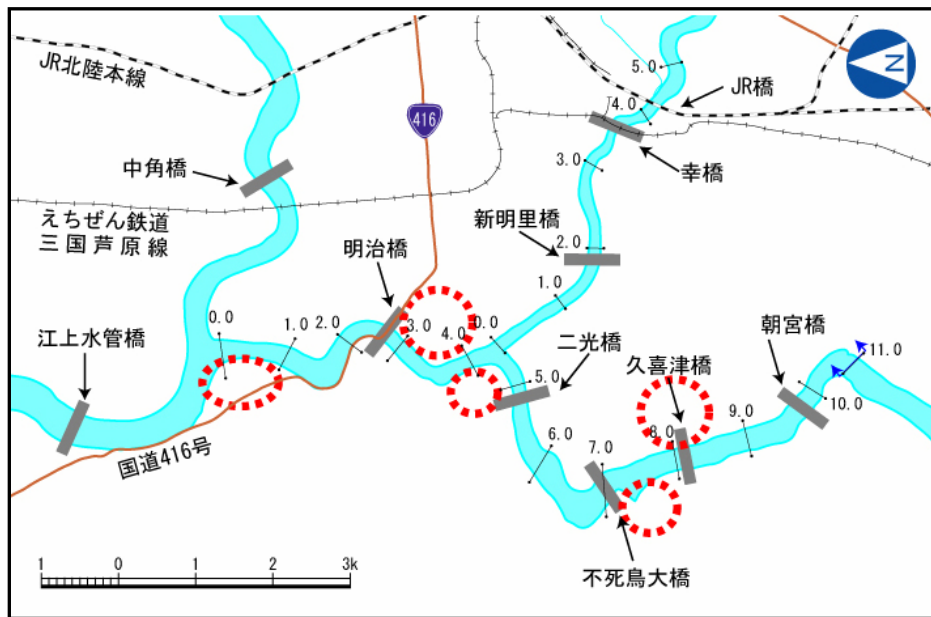 JR北陸本線
416
N
5.0
JR橋
4.0
中角橋
3.0
幸橋
えちぜん鉄道
三国芦原線
新明里橋
2.0
明治橋
1.0
江上水管橋
0.0
1.0
2.0
3.0
4.0
0.0
二光橋
久喜津橋
朝宮橋
11.0
5.0
10.0
9.0
国道416号
6.0
7.0
8.0
不死鳥大橋
1 0 1 2 3k